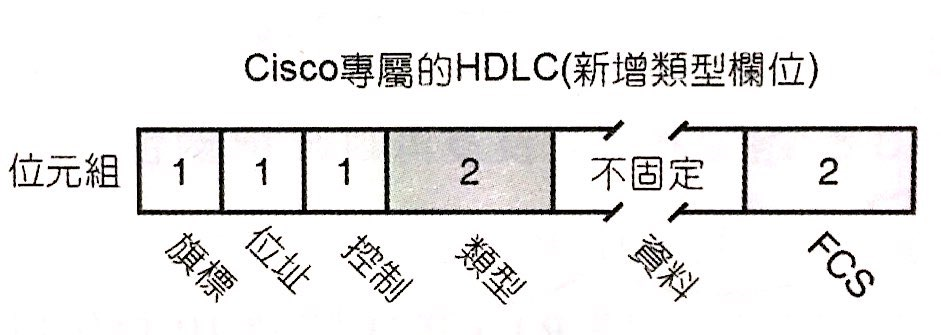 Cisco專屬的HDLC(新增類型欄位)
位元組 1 1 1 2 不固定 2
旗標 位址 控制 類型 資料 FCS